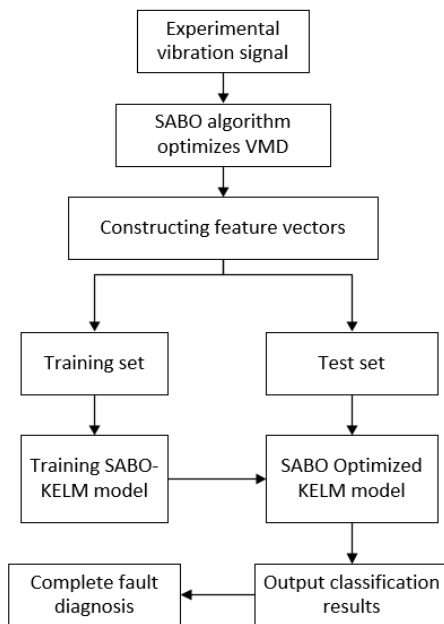 Experimental
vibration signal
SABO algorithm
optimizes VMD
Constructing feature vectors
Training set
Test set
Training SABO-
KELM model
SABO Optimized
KELM model
Complete fault
diagnosis
Output classification
results